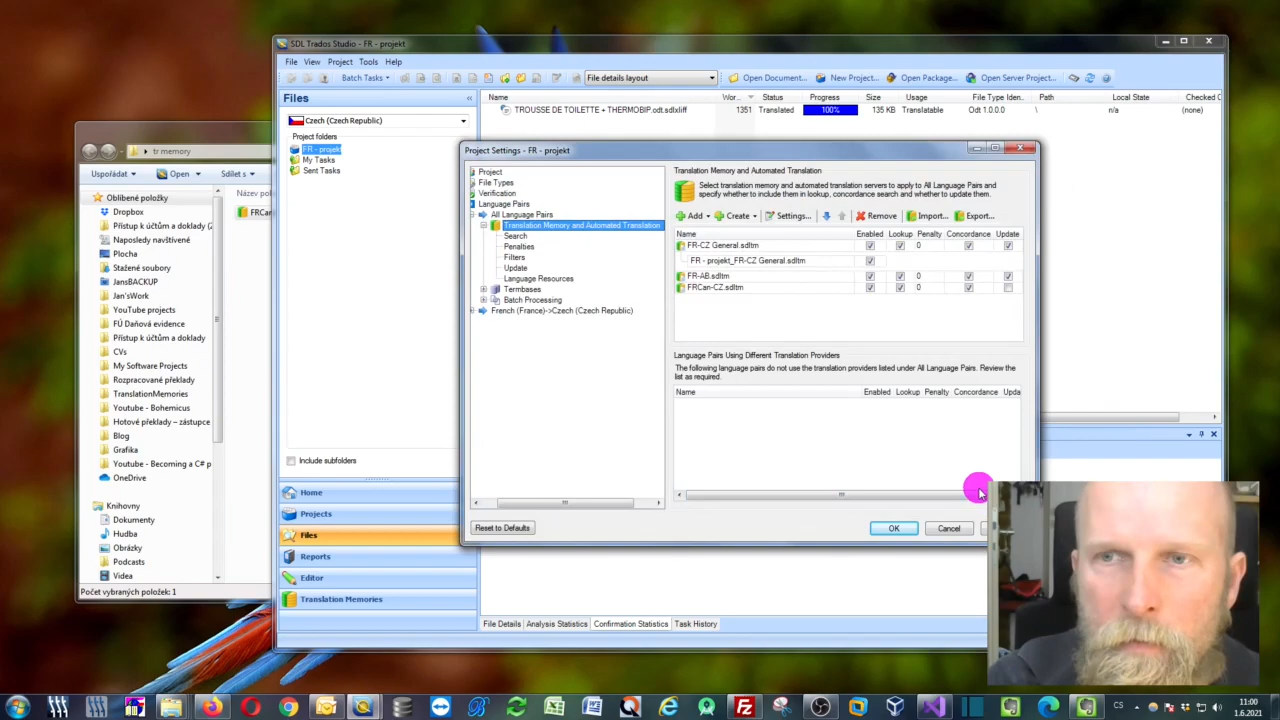 SDL Trados Studio - FR - projekt
File View Project Tools Help
Batch Tasks
File details layout
Open Document... New Project... Open Package... Open Server Project...
Files
Czech (Czech Republic)
Project folders
FR - projekt
My Tasks
Sent Tasks
Include subfolders
Home
Projects
Files
Reports
Editor
Translation Memories
Name Wor... Status Progress Size Usage File Type Iden... Path Local State Checked O
TROUSSE DE TOILETTE + THERMOBIP.odt.sdlxliff 1351 Translated 100% 135 KB Translatable Odt 1.0.0.0 \ n/a (none)
tr memory
Uspořádat Open Sdílet s
Oblíbené položky
Název pol
Dropbox
FRCan
Přístup k účtům a doklady (2
Naposledy navštívené
Plocha
Stažené soubory
JansBACKUP
Jan'sWork
YouTube projects
FÚ Daňová evidence
Přístup k účtům a doklady
CVs
My Software Projects
Rozpracované překlady
TranslationMemories
Youtube - Bohemicus
Hotové překlady – zástupce
Blog
Grafika
Youtube - Becoming a C# p
OneDrive
Knihovny
Dokumenty
Hudba
Obrázky
Podcasts
Videa
Počet vybraných položek: 1
Project Settings - FR - projekt
Project
File Types
Verification
Language Pairs
All Language Pairs
Translation Memory and Automated Translation
Search
Penalties
Filters
Update
Language Resources
Termbases
Batch Processing
French (France)->Czech (Czech Republic)
Reset to Defaults
Translation Memory and Automated Translation
Select translation memory and automated translation servers to apply to All Language Pairs and
specify whether to include them in lookup, concordance search and whether to update them.
Add Create Settings... Remove Import... Export...
Name Enabled Lookup Penalty Concordance Update
FR-CZ General.sdltm 0
FR - projekt_FR-CZ General.sdltm
FR-AB.sdltm 0
FRCan-CZ.sdltm 0
Language Pairs Using Different Translation Providers
The following language pairs do not use the translation providers listed under All Language Pairs. Review the
list as required.
Name Enabled Lookup Penalty Concordance Upda
OK Cancel
File Details Analysis Statistics Confirmation Statistics Task History
CS 11:00
1.6.2021